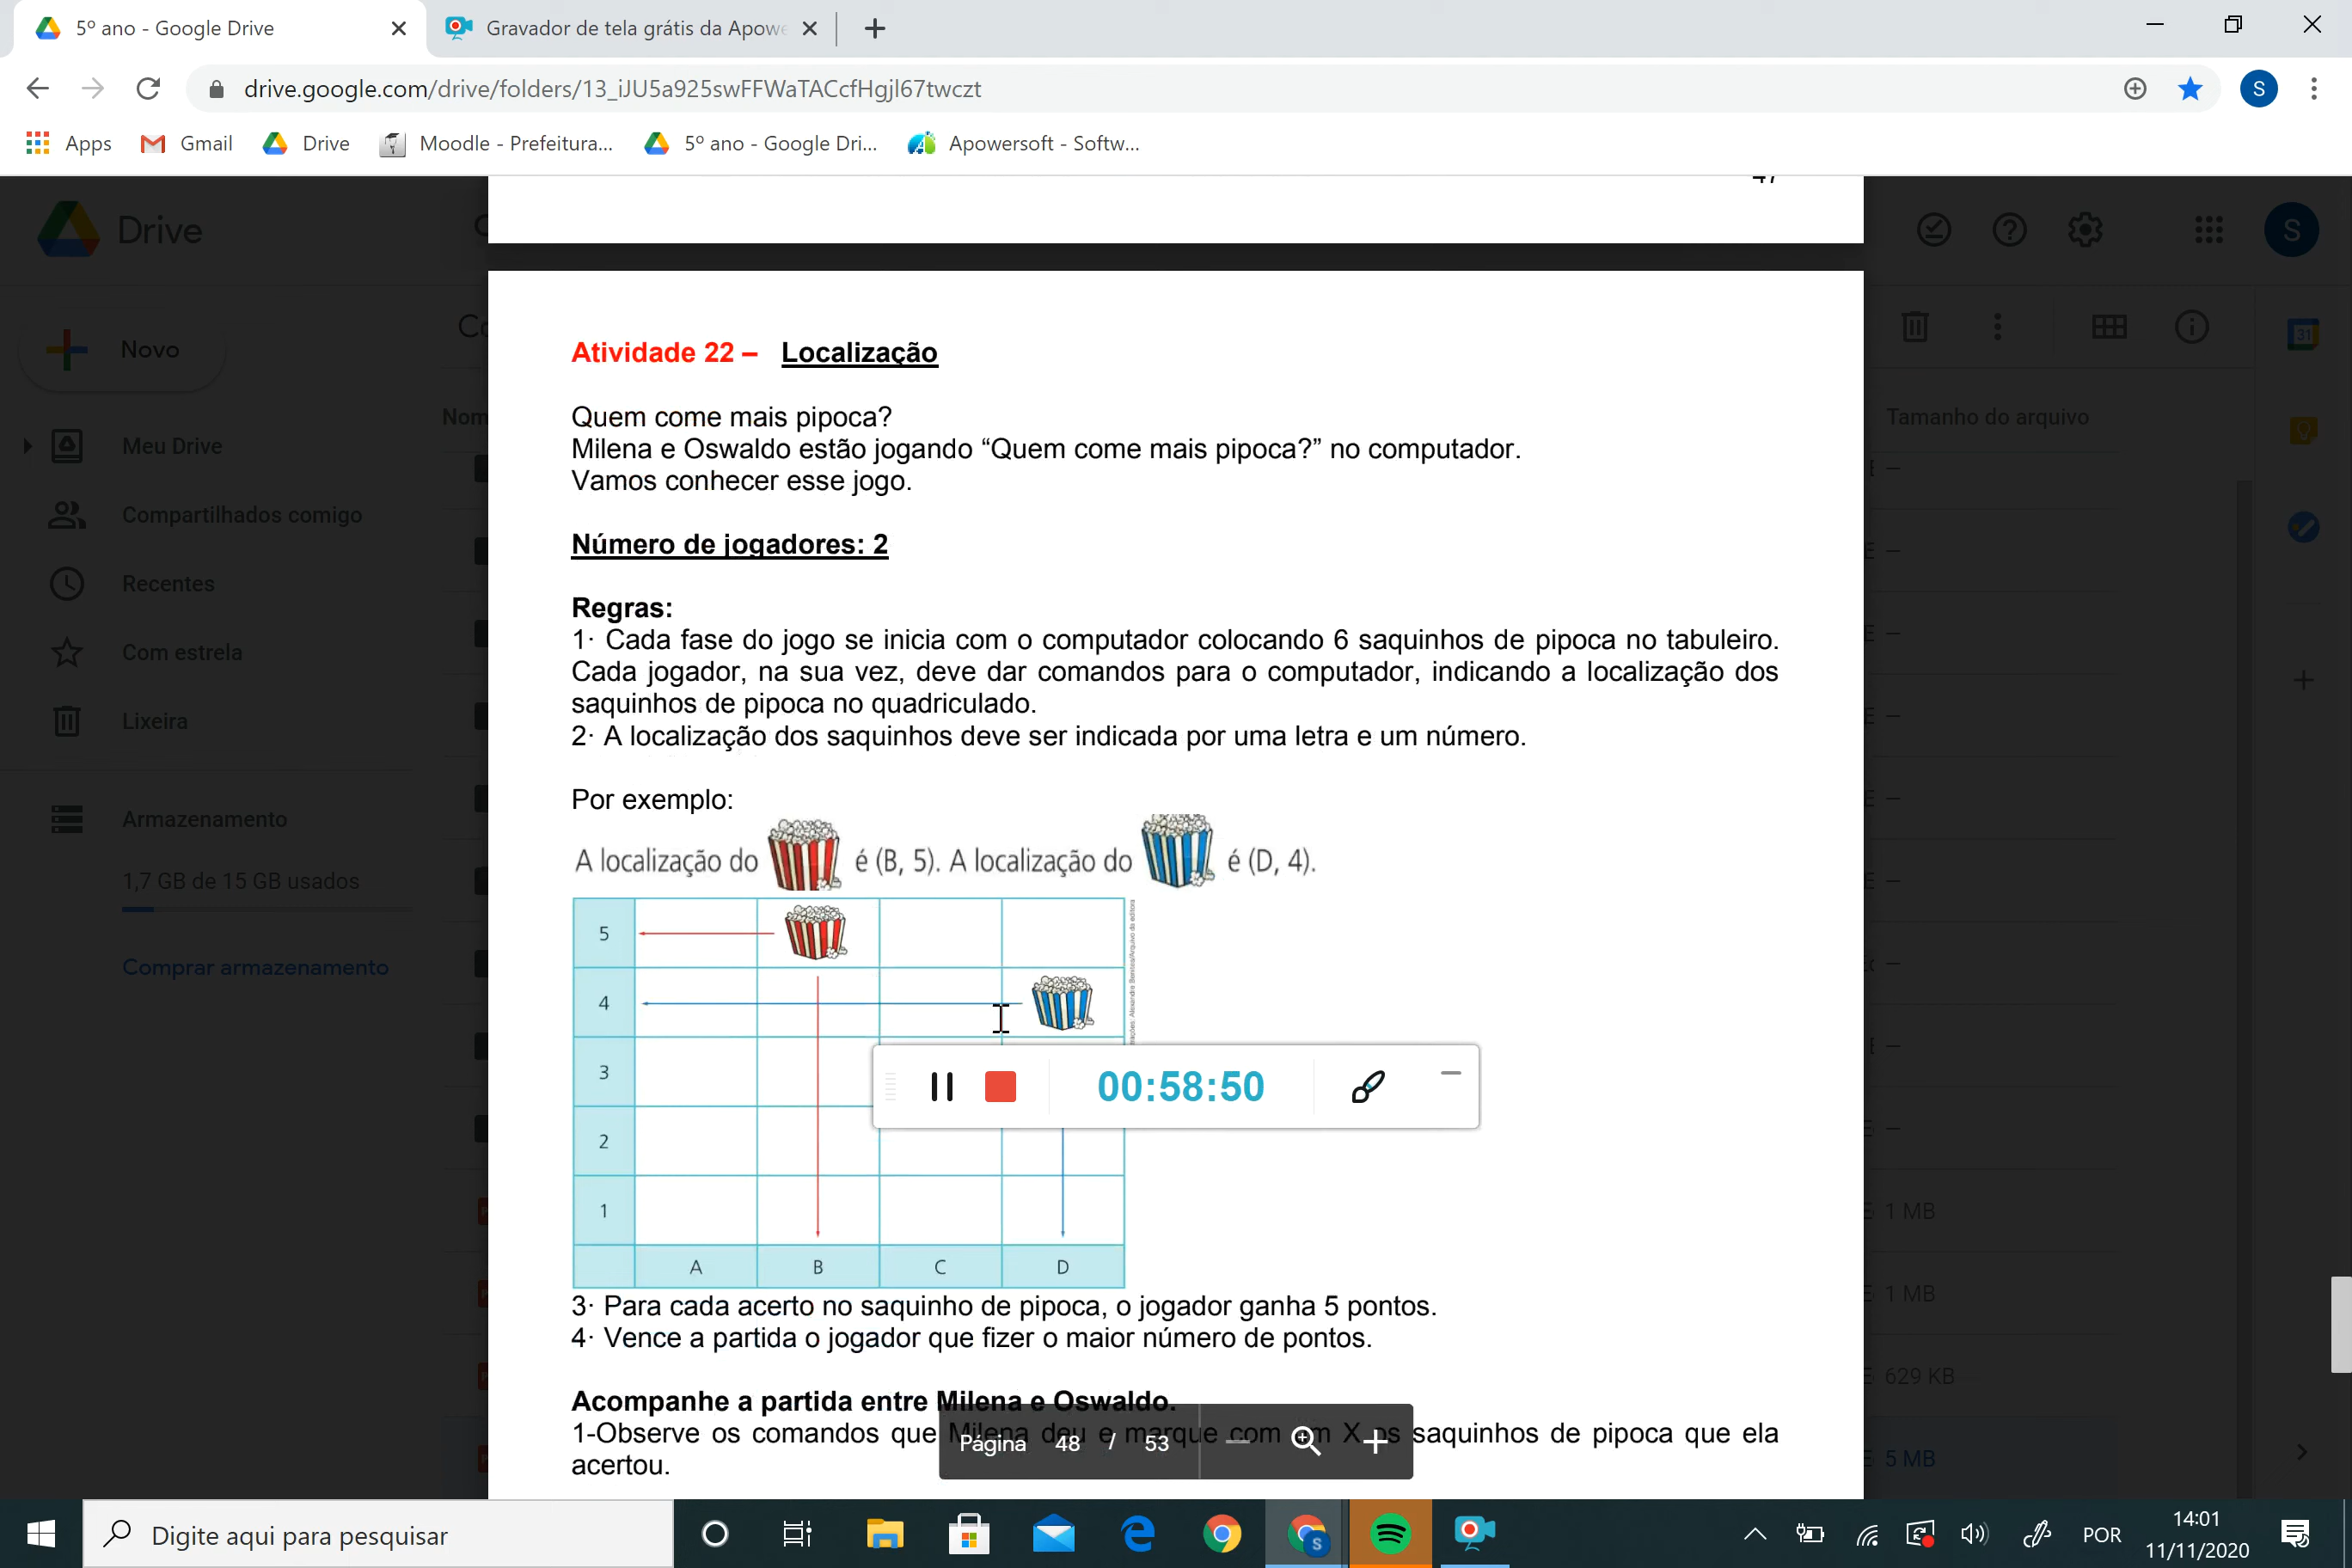 5º ano - Google Drive
Gravador de tela grátis da Apowe
drive.google.com/drive/folders/13_iJU5a925swFFWaTACcfHgjl67twczt
S
Apps
Gmail
Drive
Moodle - Prefeitura...
5º ano - Google Dri...
Apowersoft - Softw...
47
Drive
S
Novo
Meu Drive
Compartilhados comigo
Recentes
Com estrela
Lixeira
Armazenamento
1,7 GB de 15 GB usados
Comprar armazenamento
Nom
Tamanho do arquivo
31
Atividade 22 – Localização
Quem come mais pipoca?
Milena e Oswaldo estão jogando “Quem come mais pipoca?” no computador.
Vamos conhecer esse jogo.
Número de jogadores: 2
Regras:
1· Cada fase do jogo se inicia com o computador colocando 6 saquinhos de pipoca no tabuleiro.
Cada jogador, na sua vez, deve dar comandos para o computador, indicando a localização dos
saquinhos de pipoca no quadriculado.
2· A localização dos saquinhos deve ser indicada por uma letra e um número.
Por exemplo:
A localização do é (B, 5). A localização do é (D, 4).
5
4
3
2
1
A B C D
00:58:50
3· Para cada acerto no saquinho de pipoca, o jogador ganha 5 pontos.
4· Vence a partida o jogador que fizer o maior número de pontos.
Acompanhe a partida entre Milena e Oswaldo.
1-Observe os comandos que Milena deu e marque com um X os saquinhos de pipoca que ela
acertou.
Página 48 / 53
1 MB
1 MB
629 KB
5 MB
Digite aqui para pesquisar
POR
14:01
11/11/2020